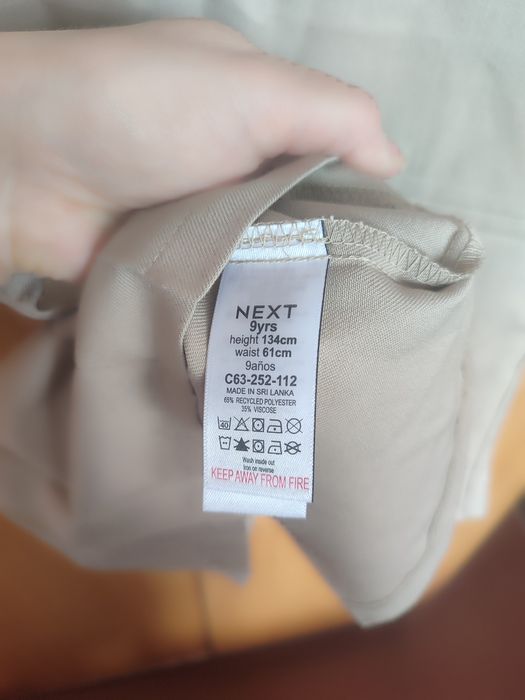 NEXT
9yrs
height 134cm
waist 61cm
9años
C63-252-112
MADE IN SRI LANKA
65% RECYCLED POLYESTER
35% VISCOSE
40
Wash inside out
Iron on reverse
KEEP AWAY FROM FIRE